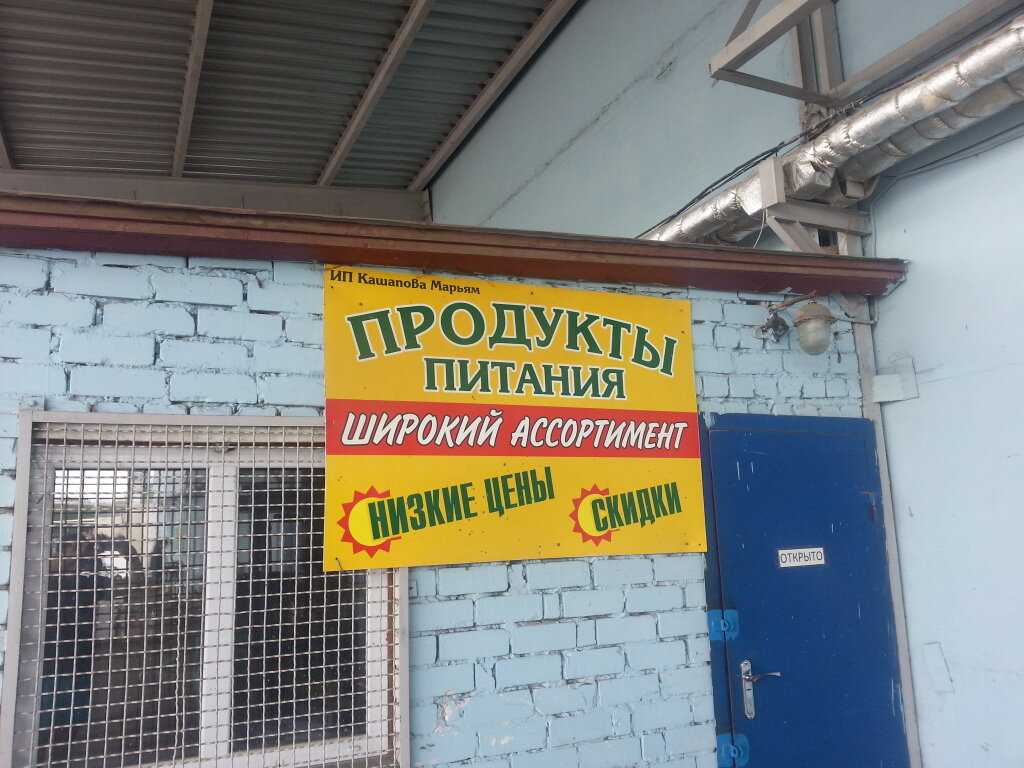 ИП Кашапова Марьям
ПРОДУКТЫ
ПИТАНИЯ
ШИРОКИЙ АССОРТИМЕНТ
НИЗКИЕ ЦЕНЫ
СКИДКИ
ОТКРЫТО